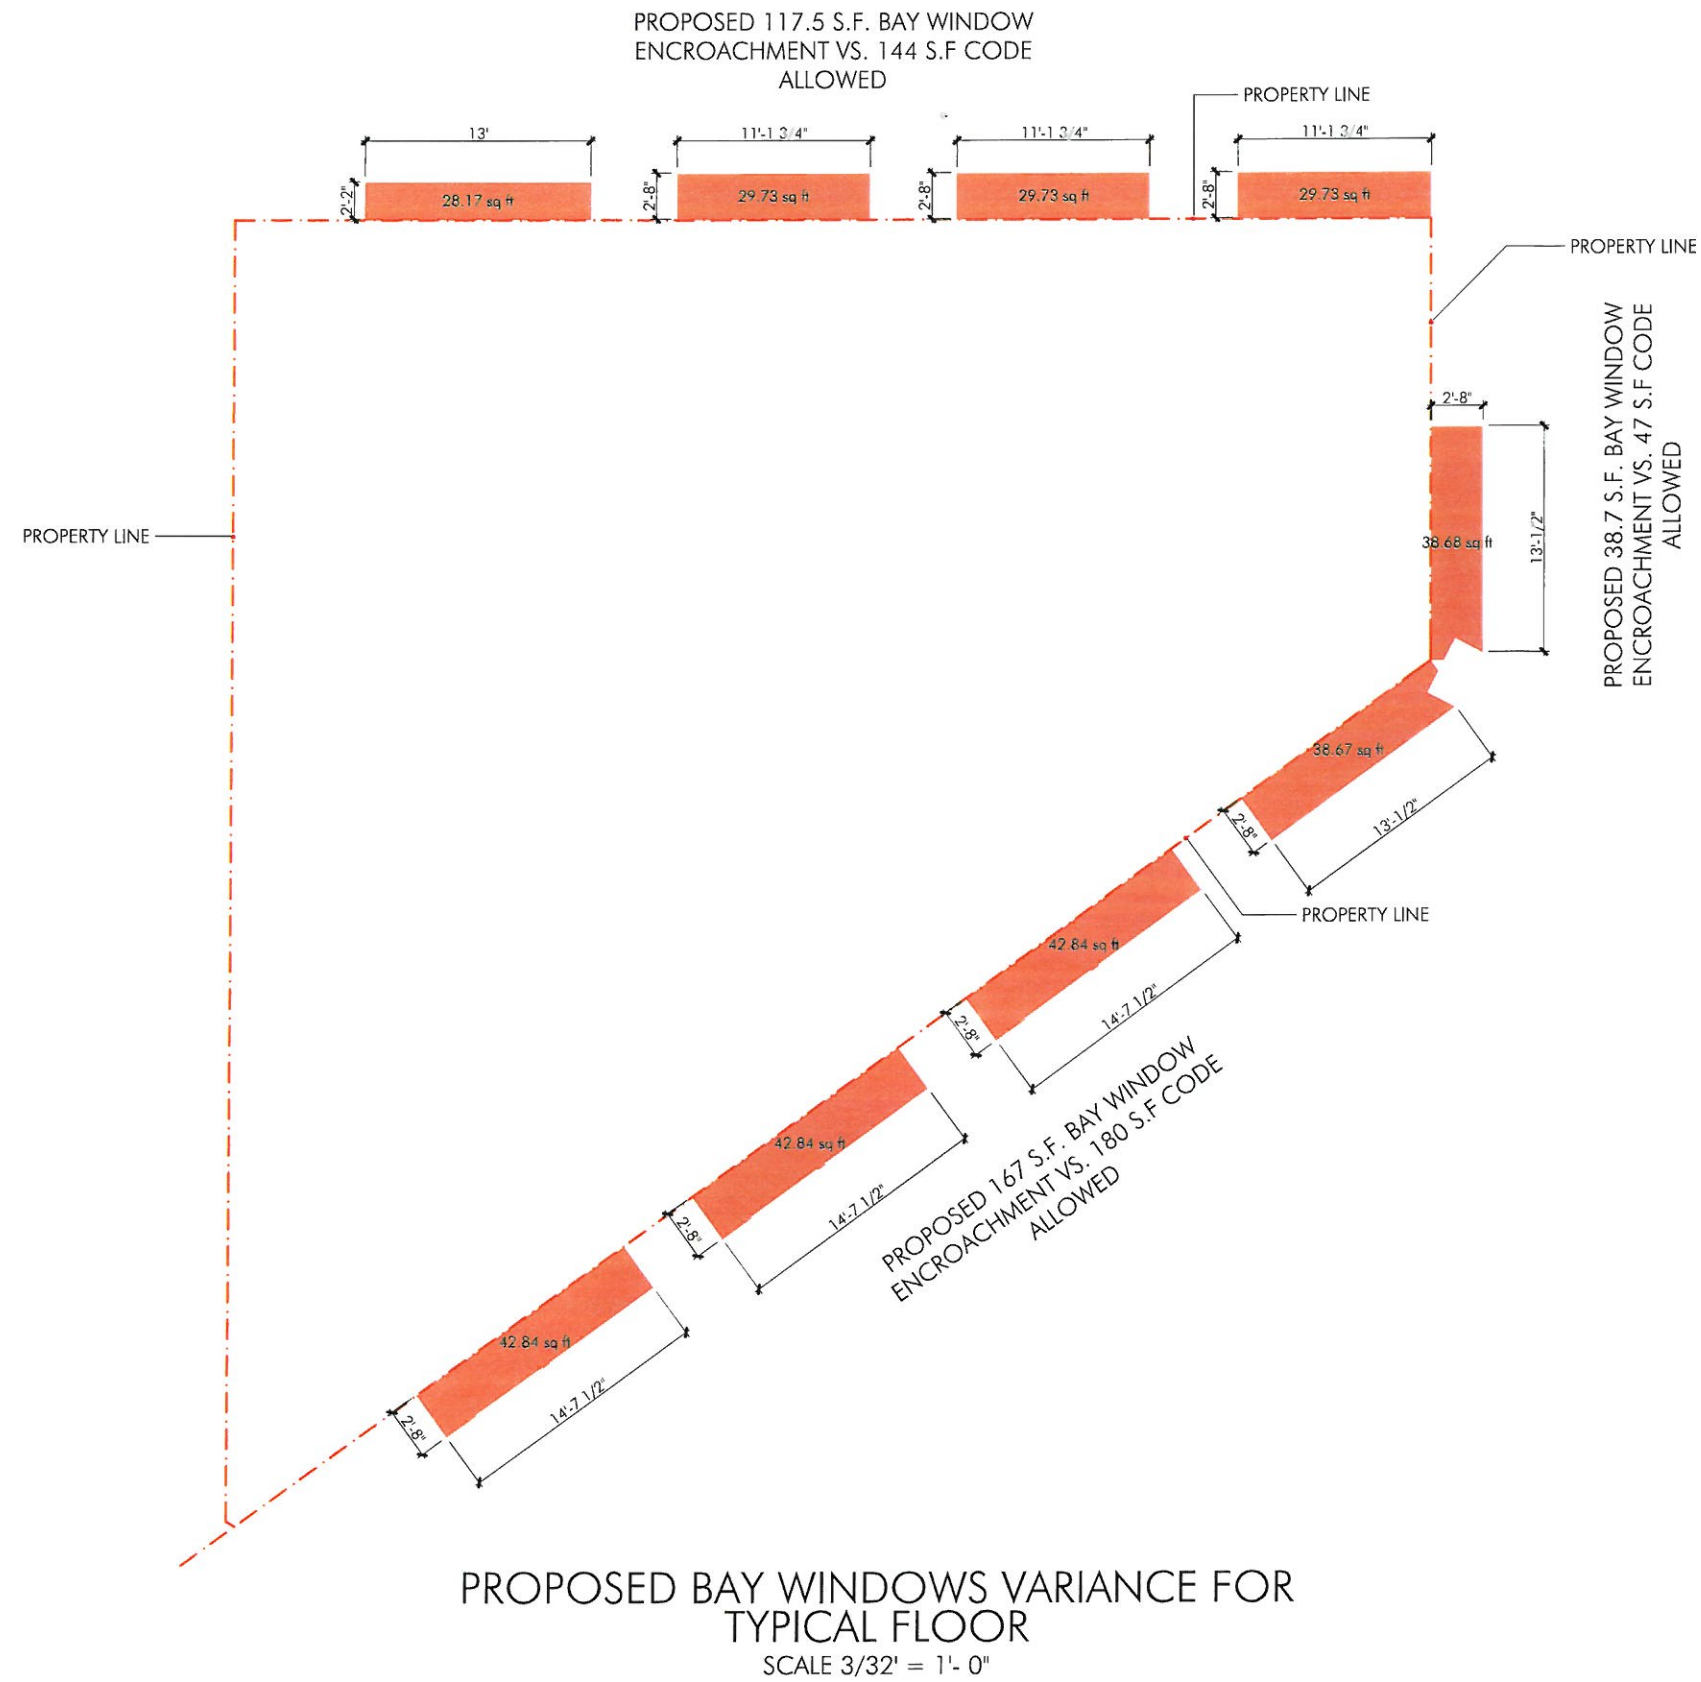 PROPOSED 117.5 S.F. BAY WINDOW
ENCROACHMENT VS. 144 S.F CODE
ALLOWED
PROPERTY LINE
13'
11'-1 3/4"
11'-1 3/4"
11'-1 3/4"
2'-2"
28.17 sq ft
2'-8"
29.73 sq ft
2'-8"
29.73 sq ft
2'-8"
29.73 sq ft
PROPERTY LINE
PROPOSED 38.7 S.F. BAY WINDOW
ENCROACHMENT VS. 47 S.F CODE
ALLOWED
2'-8"
38.68 sq ft
13'-1/2"
PROPERTY LINE
38.67 sq ft
2'-8"
13'-1/2"
PROPERTY LINE
42.84 sq ft
2'-8"
14'-7 1/2"
42.84 sq ft
2'-8"
14'-7 1/2"
PROPOSED 167 S.F. BAY WINDOW
ENCROACHMENT VS. 180 S.F CODE
ALLOWED
42.84 sq ft
2'-8"
14'-7 1/2"
PROPOSED BAY WINDOWS VARIANCE FOR
TYPICAL FLOOR
SCALE 3/32' = 1'- 0"